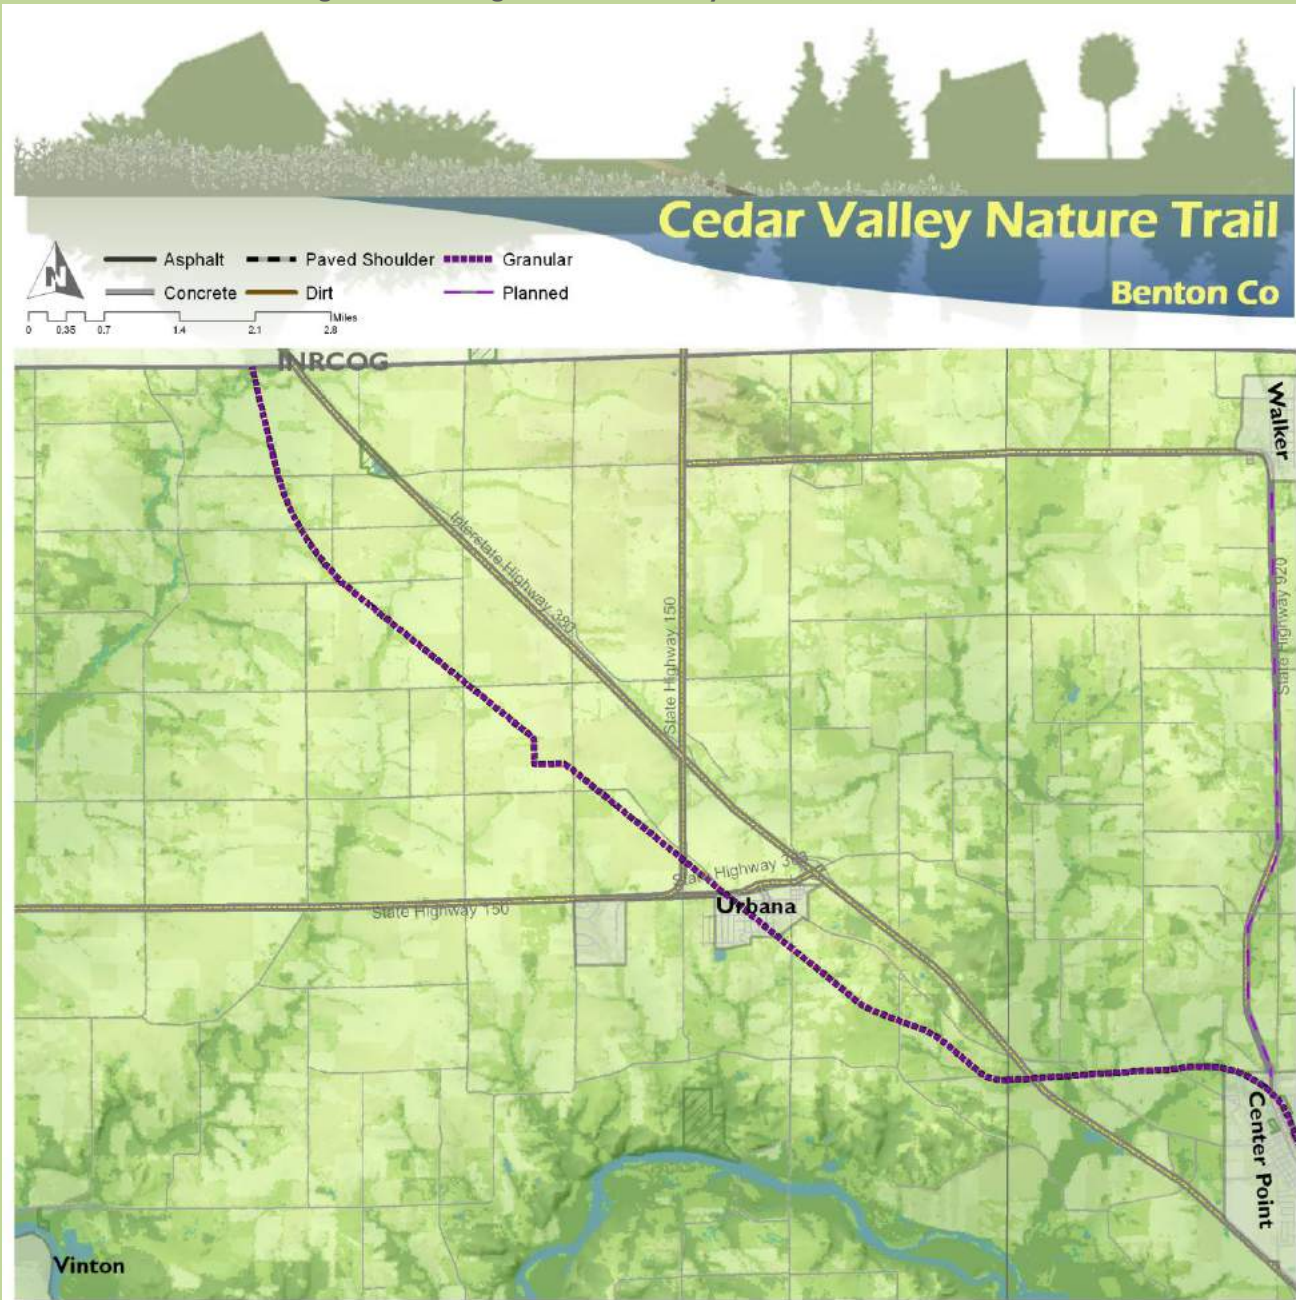 Cedar Valley Nature Trail
Benton Co
N
Asphalt
Paved Shoulder
Granular
Concrete
Dirt
Planned
Miles
0 0.35 0.7 1.4 2.1 2.8
INRCOG
Walker
Interstate Highway 380
State Highway 150
State Highway 920
State Highway
Urbana
State Highway 150
Center Point
Vinton